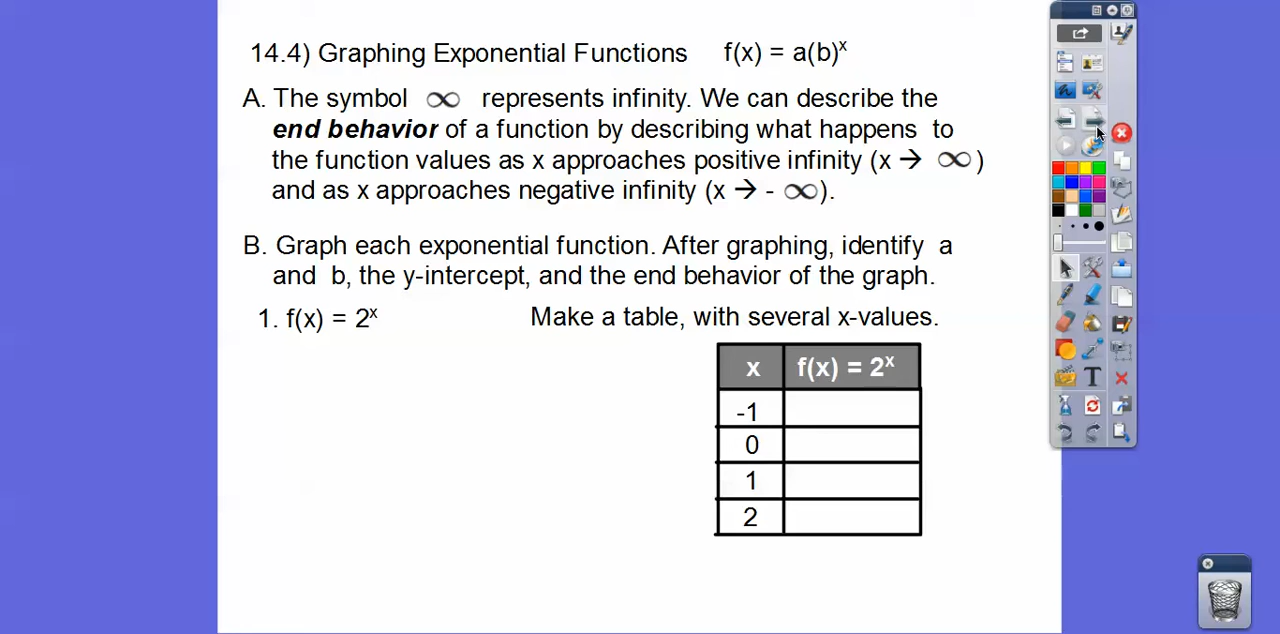 14.4) Graphing Exponential Functions f(x) = a(b)ˣ
A. The symbol ∞ represents infinity. We can describe the
end behavior of a function by describing what happens to
the function values as x approaches positive infinity (x → ∞)
and as x approaches negative infinity (x → - ∞).
B. Graph each exponential function. After graphing, identify a
and b, the y-intercept, and the end behavior of the graph.
1. f(x) = 2ˣ Make a table, with several x-values.
x f(x) = 2ˣ
-1
0
1
2
T